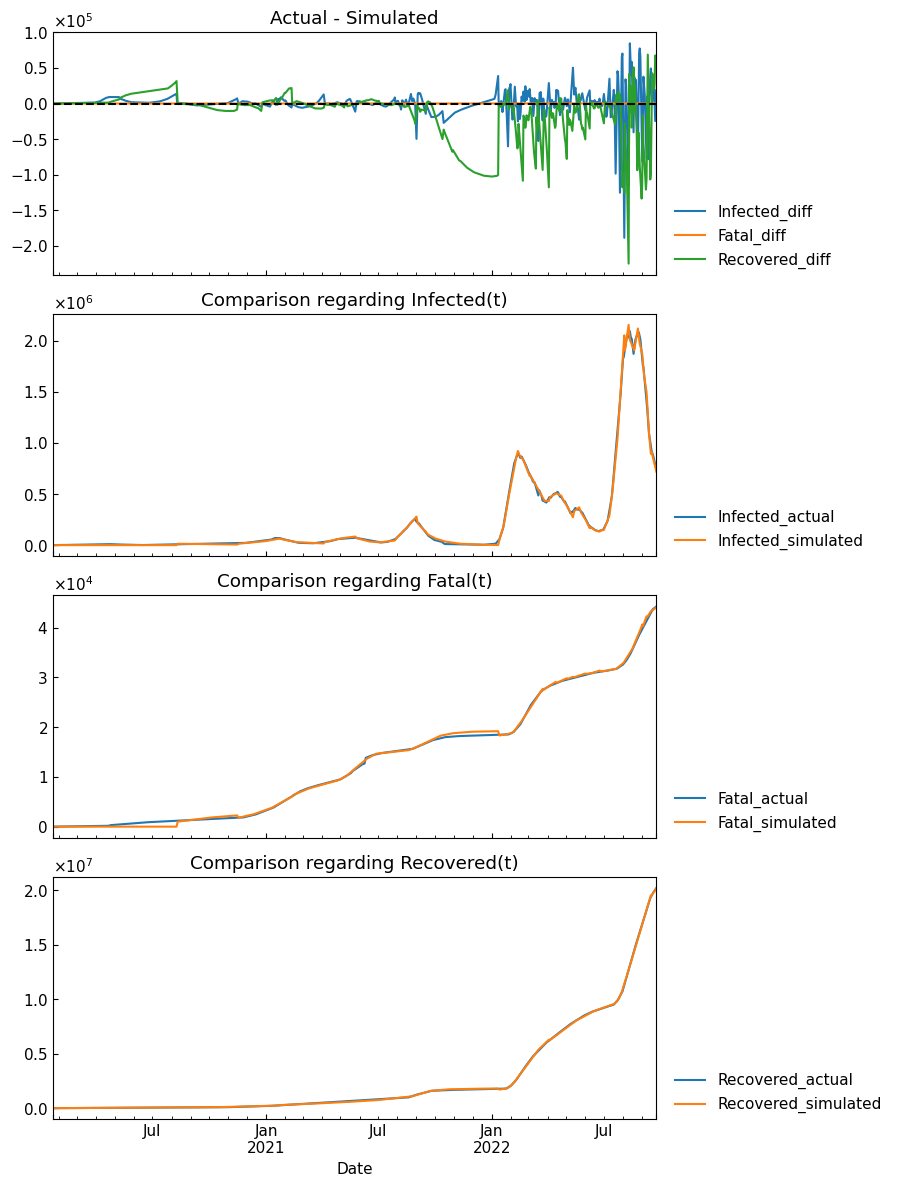 Actual - Simulated
×10⁵
1.0
0.5
0.0
−0.5
−1.0
−1.5
−2.0
Infected_diff
Fatal_diff
Recovered_diff
Comparison regarding Infected(t)
×10⁶
2.0
1.5
1.0
0.5
0.0
Infected_actual
Infected_simulated
Comparison regarding Fatal(t)
×10⁴
4
3
2
1
0
Fatal_actual
Fatal_simulated
Comparison regarding Recovered(t)
×10⁷
2.0
1.5
1.0
0.5
0.0
Recovered_actual
Recovered_simulated
Jul Jan Jul Jan Jul
2021 2022
Date